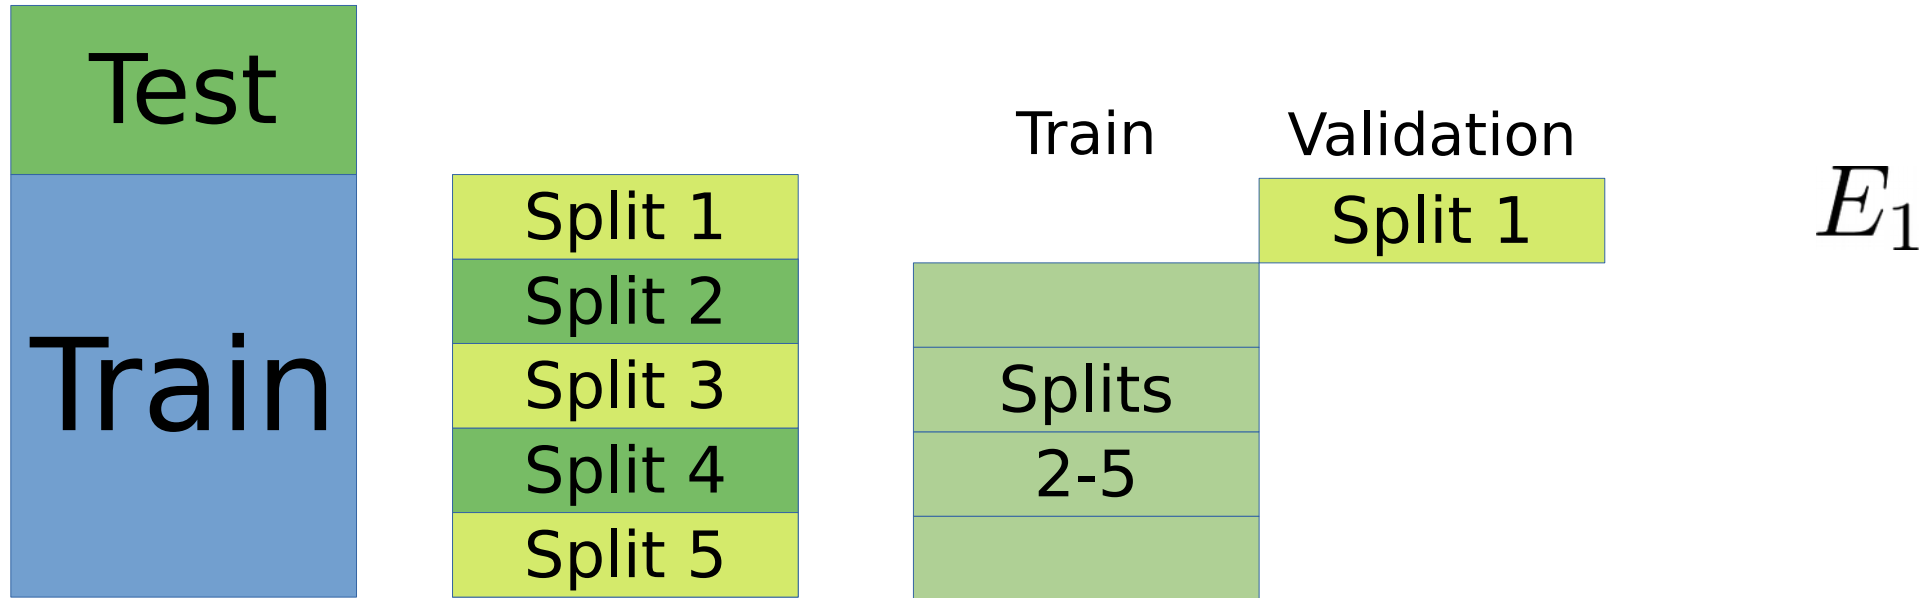 Test
Train
Split 1
Split 2
Split 3
Split 4
Split 5
Train
Splits
2-5
Validation
Split 1
E₁